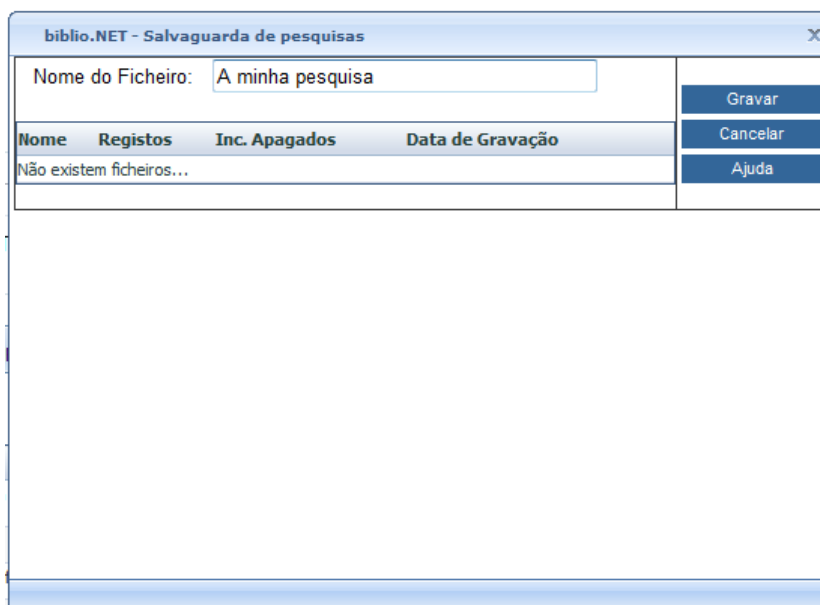 biblio.NET - Salvaguarda de pesquisas X
Nome do Ficheiro: A minha pesquisa
Gravar
Cancelar
Ajuda
Nome Registos Inc. Apagados Data de Gravação
Não existem ficheiros...